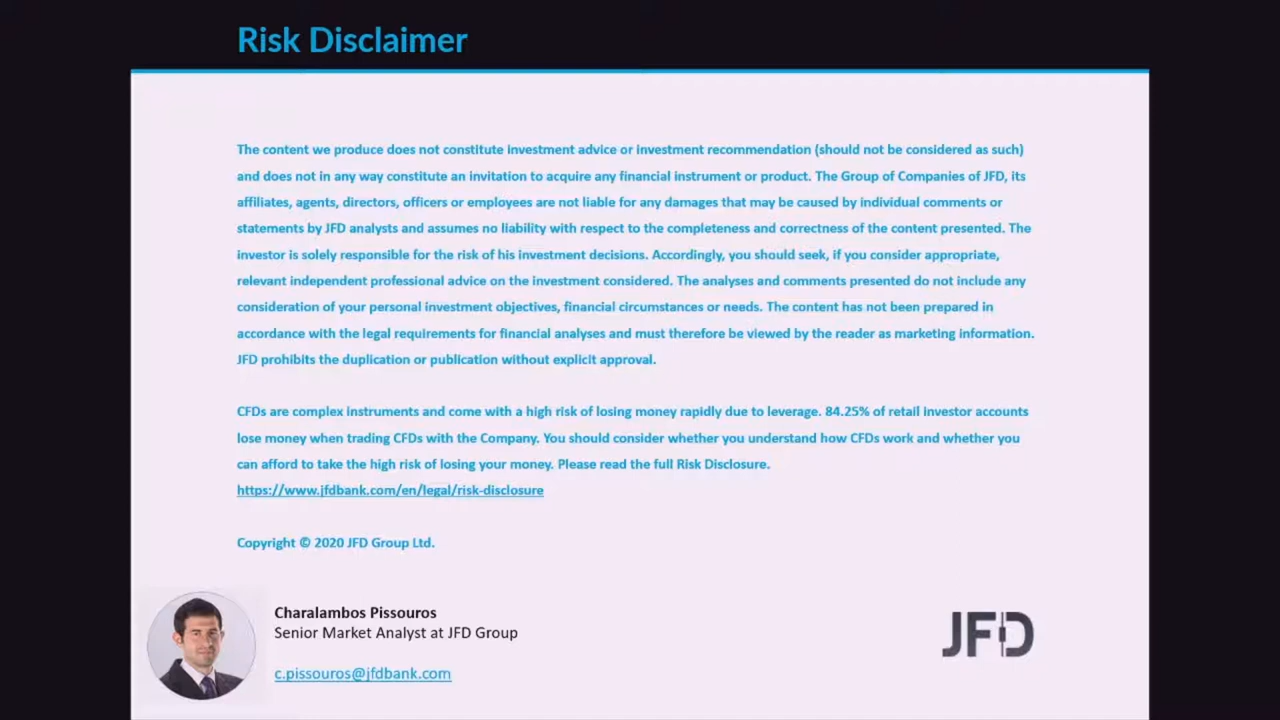 Risk Disclaimer
The content we produce does not constitute investment advice or investment recommendation (should not be considered as such)
and does not in any way constitute an invitation to acquire any financial instrument or product. The Group of Companies of JFD, its
affiliates, agents, directors, officers or employees are not liable for any damages that may be caused by individual comments or
statements by JFD analysts and assumes no liability with respect to the completeness and correctness of the content presented. The
investor is solely responsible for the risk of his investment decisions. Accordingly, you should seek, if you consider appropriate,
relevant independent professional advice on the investment considered. The analyses and comments presented do not include any
consideration of your personal investment objectives, financial circumstances or needs. The content has not been prepared in
accordance with the legal requirements for financial analyses and must therefore be viewed by the reader as marketing information.
JFD prohibits the duplication or publication without explicit approval.
CFDs are complex instruments and come with a high risk of losing money rapidly due to leverage. 84.25% of retail investor accounts
lose money when trading CFDs with the Company. You should consider whether you understand how CFDs work and whether you
can afford to take the high risk of losing your money. Please read the full Risk Disclosure.
https://www.jfdbank.com/en/legal/risk-disclosure
Copyright © 2020 JFD Group Ltd.
Charalambos Pissouros
Senior Market Analyst at JFD Group
c.pissouros@jfdbank.com
JFD